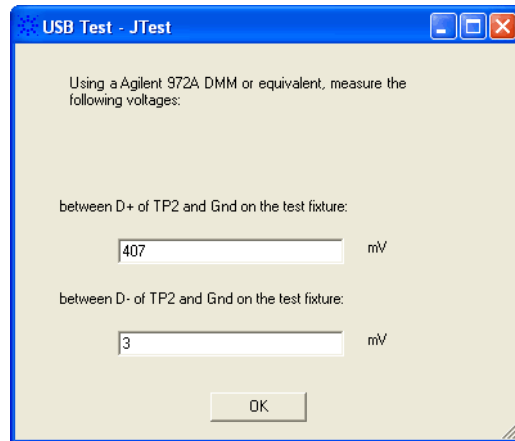 USB Test - JTest
Using a Agilent 972A DMM or equivalent, measure the
following voltages:
between D+ of TP2 and Gnd on the test fixture:
407 mV
between D- of TP2 and Gnd on the test fixture:
3 mV
OK